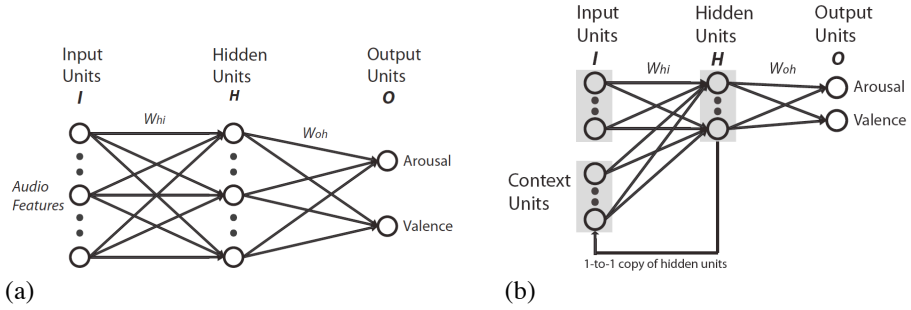 Input
Units
I
Hidden
Units
H
Output
Units
O
Whi
Woh
Audio
Features
Arousal
Valence
(a)
Input
Units
I
Hidden
Units
H
Output
Units
O
Whi
Woh
Arousal
Valence
Context
Units
1-to-1 copy of hidden units
(b)